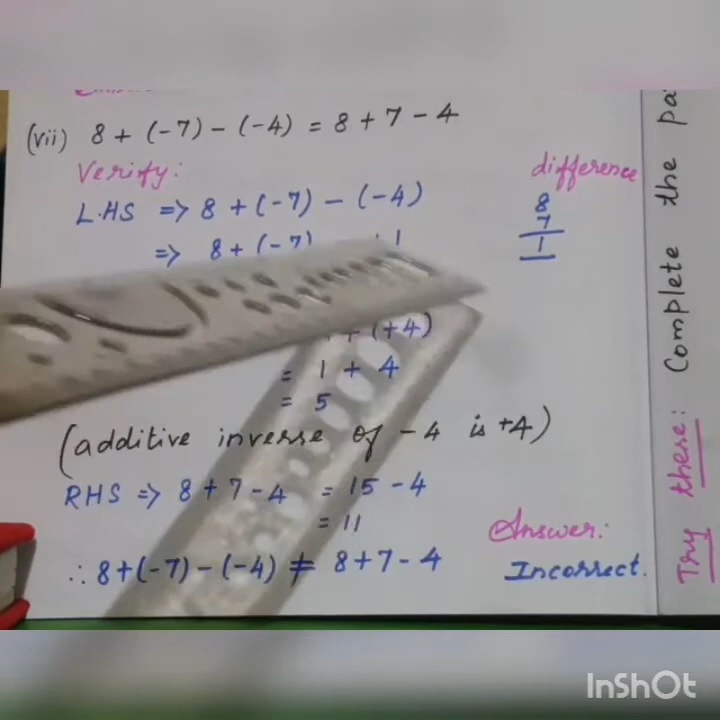 (vii) 8 + (-7) - (-4) = 8 + 7 - 4
Verify:
difference
L.HS => 8 + (-7) - (-4)
8
7
1
=> 8 + (-7)
+ (+4)
= 1 + 4
= 5
(additive inverse of -4 is +4)
RHS => 8 + 7 - 4 = 15 - 4
= 11
Answer:
∴ 8 + (-7) - (-4) ≠ 8 + 7 - 4
Incorrect.
Try these: Complete the pa
InShOt